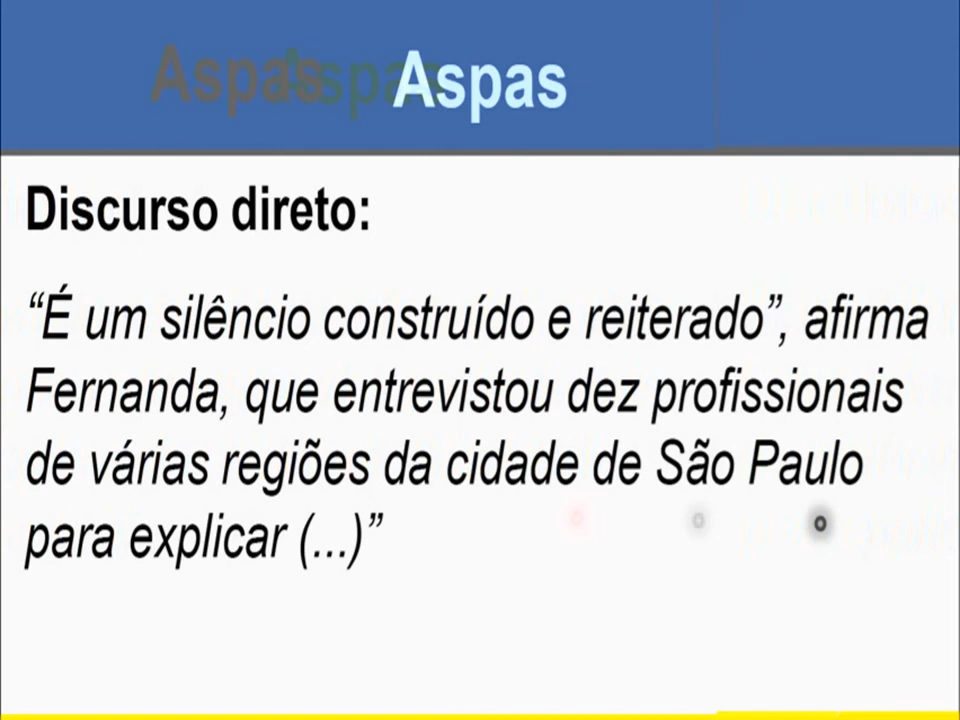 Aspas
Discurso direto:
“É um silêncio construído e reiterado”, afirma
Fernanda, que entrevistou dez profissionais
de várias regiões da cidade de São Paulo
para explicar (...)”